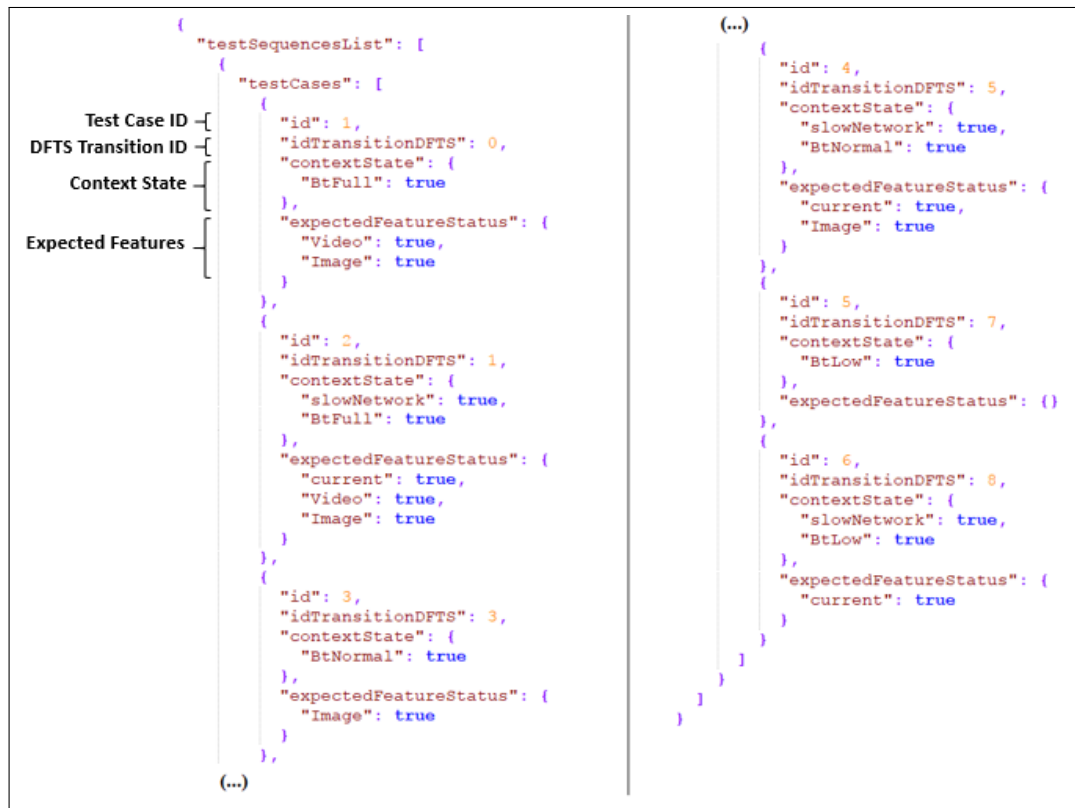 {
"testSequencesList": [
{
"testCases": [
{
Test Case ID
"id": 1,
DFTS Transition ID
"idTransitionDFTS": 0,
Context State
"contextState": {
"BtFull": true
},
Expected Features
"expectedFeatureStatus": {
"Video": true,
"Image": true
}
},
{
"id": 2,
"idTransitionDFTS": 1,
"contextState": {
"slowNetwork": true,
"BtFull": true
},
"expectedFeatureStatus": {
"current": true,
"Video": true,
"Image": true
}
},
{
"id": 3,
"idTransitionDFTS": 3,
"contextState": {
"BtNormal": true
},
"expectedFeatureStatus": {
"Image": true
}
},
(...)
(...)
{
"id": 4,
"idTransitionDFTS": 5,
"contextState": {
"slowNetwork": true,
"BtNormal": true
},
"expectedFeatureStatus": {
"current": true,
"Image": true
}
},
{
"id": 5,
"idTransitionDFTS": 7,
"contextState": {
"BtLow": true
},
"expectedFeatureStatus": {}
},
{
"id": 6,
"idTransitionDFTS": 8,
"contextState": {
"slowNetwork": true,
"BtLow": true
},
"expectedFeatureStatus": {
"current": true
}
}
]
}
]
}